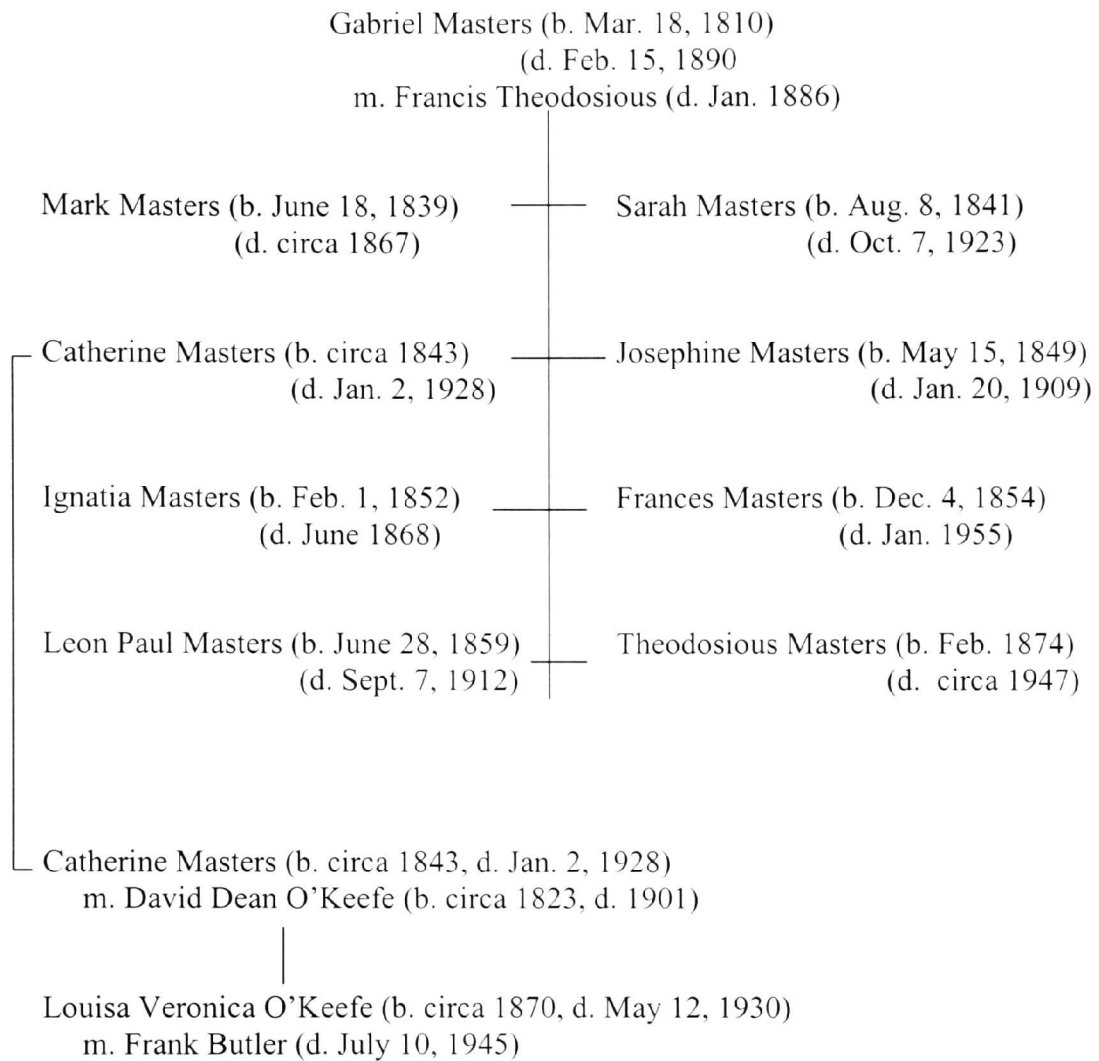 Gabriel Masters (b. Mar. 18, 1810)
(d. Feb. 15, 1890
m. Francis Theodosious (d. Jan. 1886)
Mark Masters (b. June 18, 1839)
(d. circa 1867)
Sarah Masters (b. Aug. 8, 1841)
(d. Oct. 7, 1923)
Catherine Masters (b. circa 1843)
(d. Jan. 2, 1928)
Josephine Masters (b. May 15, 1849)
(d. Jan. 20, 1909)
Ignatia Masters (b. Feb. 1, 1852)
(d. June 1868)
Frances Masters (b. Dec. 4, 1854)
(d. Jan. 1955)
Leon Paul Masters (b. June 28, 1859)
(d. Sept. 7, 1912)
Theodosious Masters (b. Feb. 1874)
(d. circa 1947)
Catherine Masters (b. circa 1843, d. Jan. 2, 1928)
m. David Dean O'Keefe (b. circa 1823, d. 1901)
Louisa Veronica O'Keefe (b. circa 1870, d. May 12, 1930)
m. Frank Butler (d. July 10, 1945)